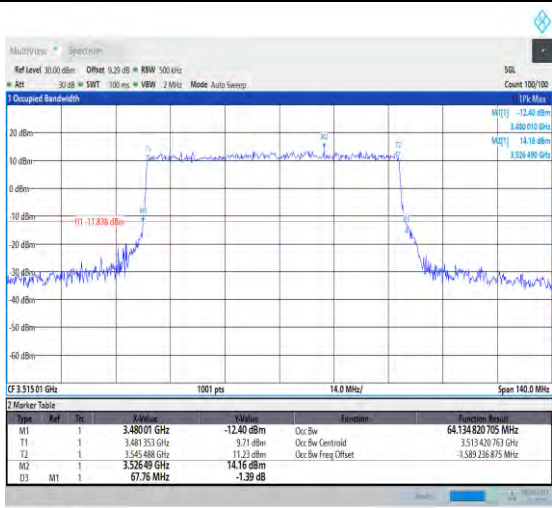 MultiView Spectrum
Ref Level 30.00 dBm Offset 9.29 dB RBW 500 kHz SGL
Att 30 dB SWT 100 ms VBW 2 MHz Mode Auto Sweep Count 100/100
1 Occupied Bandwidth 1Pk Max
M1[1] -12.40 dBm
3.480 010 GHz
M2[1] 14.16 dBm
3.526 490 GHz
20 dBm
M2
T2
10 dBm
0 dBm
-10 dBm
H1 -11.838 dBm
-20 dBm
-30 dBm
-40 dBm
-50 dBm
-60 dBm
CF 3.515 01 GHz 1001 pts 14.0 MHz/ Span 140.0 MHz
2 Marker Table
Type Ref Trc X-Value Y-Value Function Function Result
M1 1 3.480 01 GHz -12.40 dBm Occ Bw 64.134 820 705 MHz
T1 1 3.481 353 GHz 9.71 dBm Occ Bw Centroid 3.513 420 763 GHz
T2 1 3.545 488 GHz 11.23 dBm Occ Bw Freq Offset -1.589 236 875 MHz
M2 1 3.526 49 GHz 14.16 dBm
D3 M1 1 67.76 MHz -1.39 dB